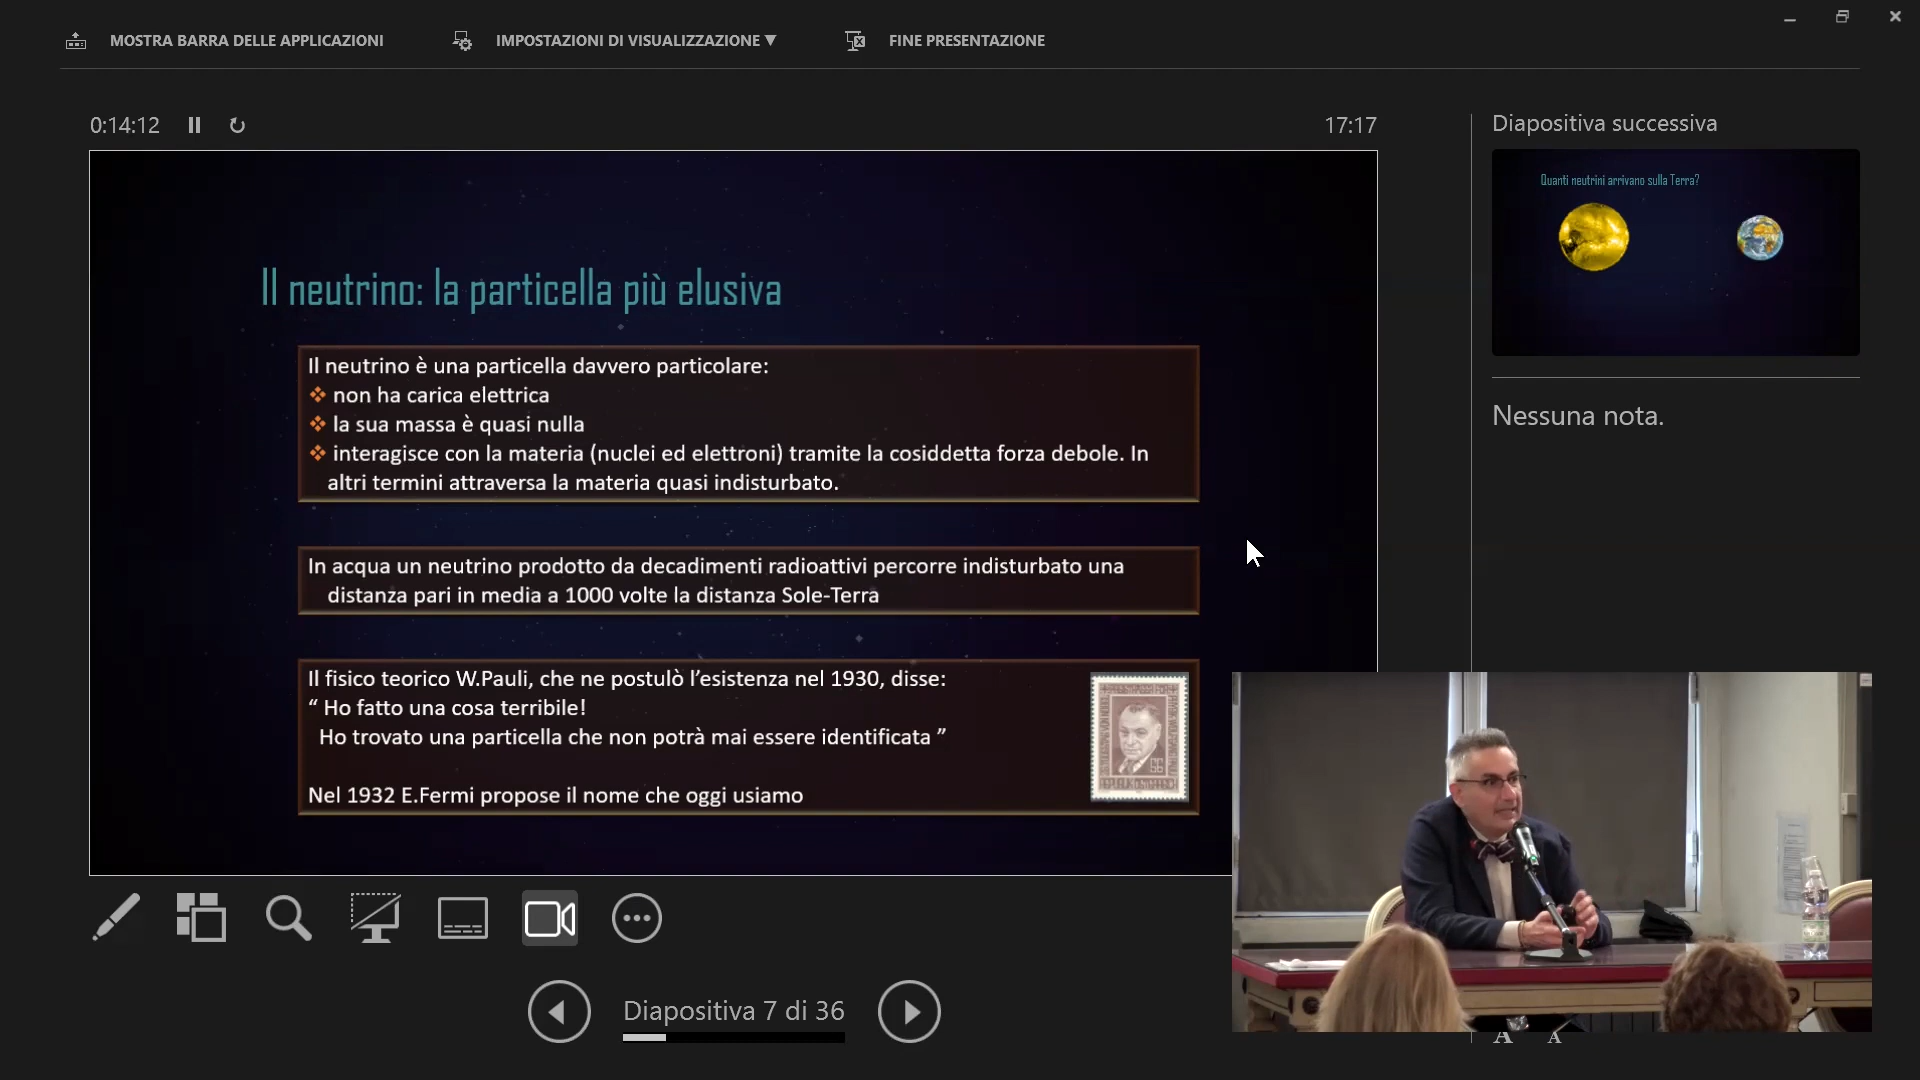 MOSTRA BARRA DELLE APPLICAZIONI
IMPOSTAZIONI DI VISUALIZZAZIONE ▼
FINE PRESENTAZIONE
0:14:12
17:17
Diapositiva successiva
Quanti neutrini arrivano sulla Terra?
Nessuna nota.
Il neutrino: la particella più elusiva
Il neutrino è una particella davvero particolare:
❖ non ha carica elettrica
❖ la sua massa è quasi nulla
❖ interagisce con la materia (nuclei ed elettroni) tramite la cosiddetta forza debole. In
altri termini attraversa la materia quasi indisturbato.
In acqua un neutrino prodotto da decadimenti radioattivi percorre indisturbato una
distanza pari in media a 1000 volte la distanza Sole-Terra
Il fisico teorico W.Pauli, che ne postulò l’esistenza nel 1930, disse:
“ Ho fatto una cosa terribile!
Ho trovato una particella che non potrà mai essere identificata ”
Nel 1932 E.Fermi propose il nome che oggi usiamo
Diapositiva 7 di 36
A A